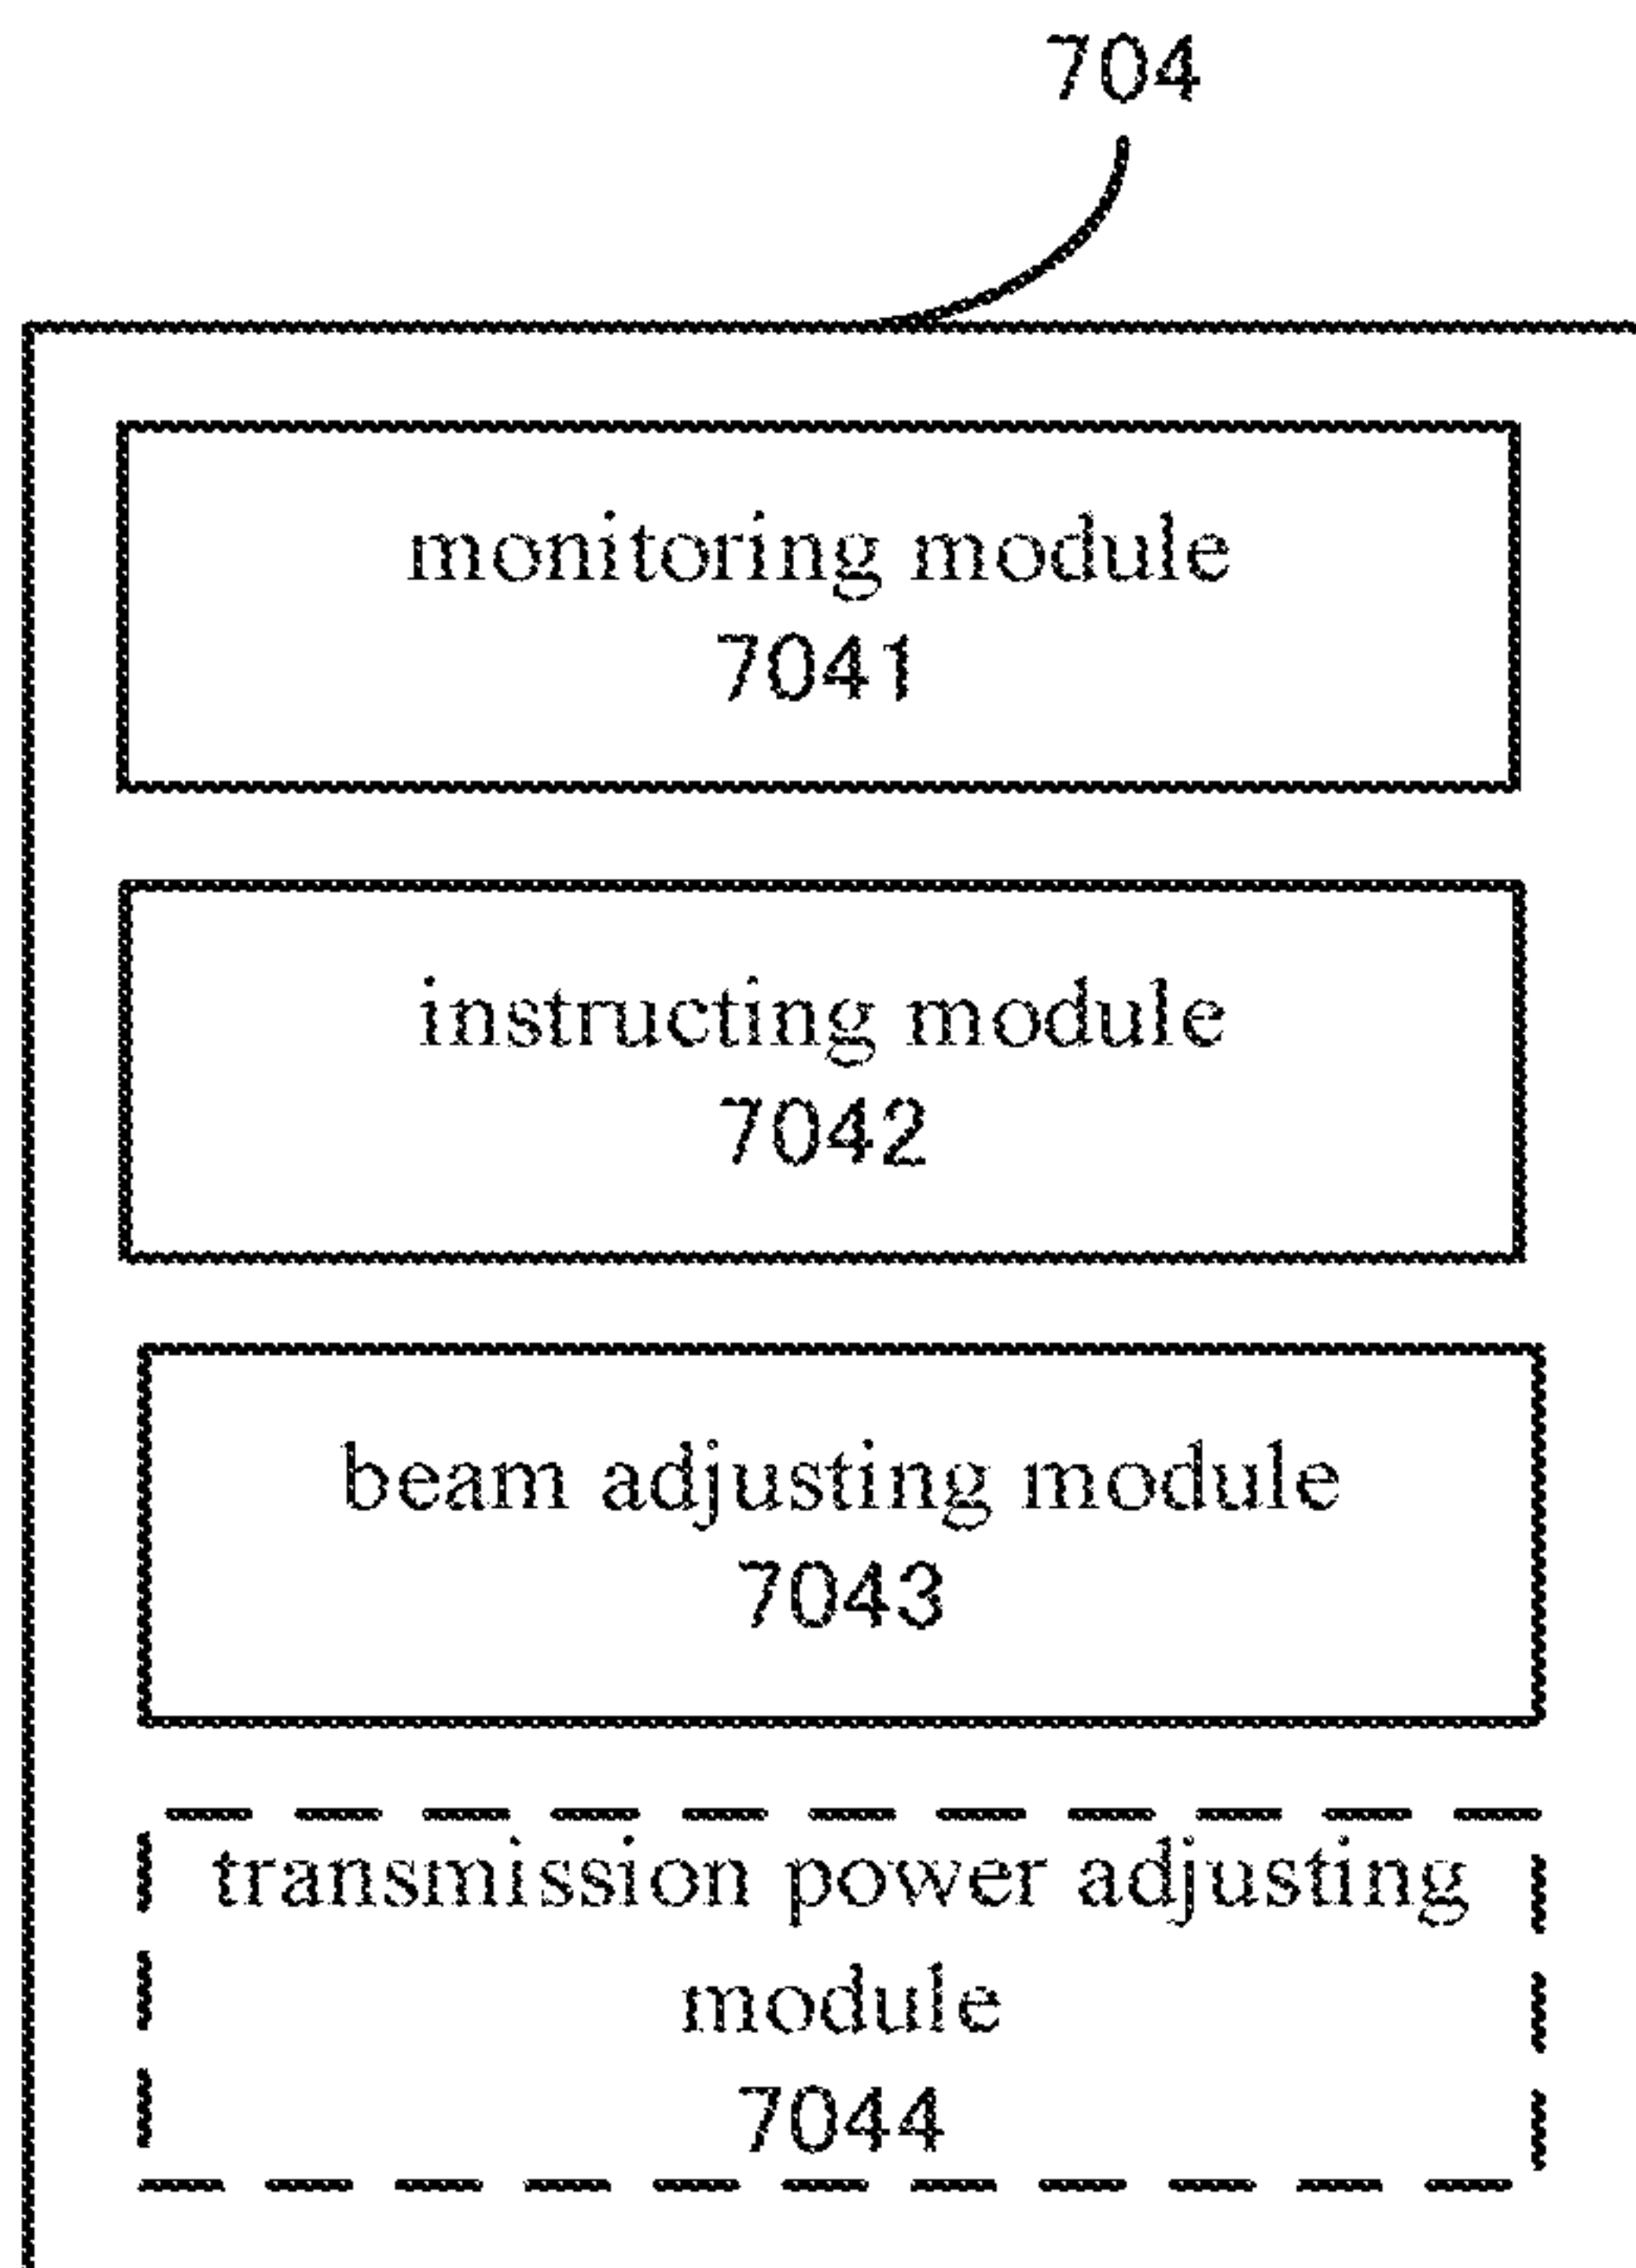 704
monitoring module
7041
instructing module
7042
beam adjusting module
7043
transmission power adjusting
module
7044